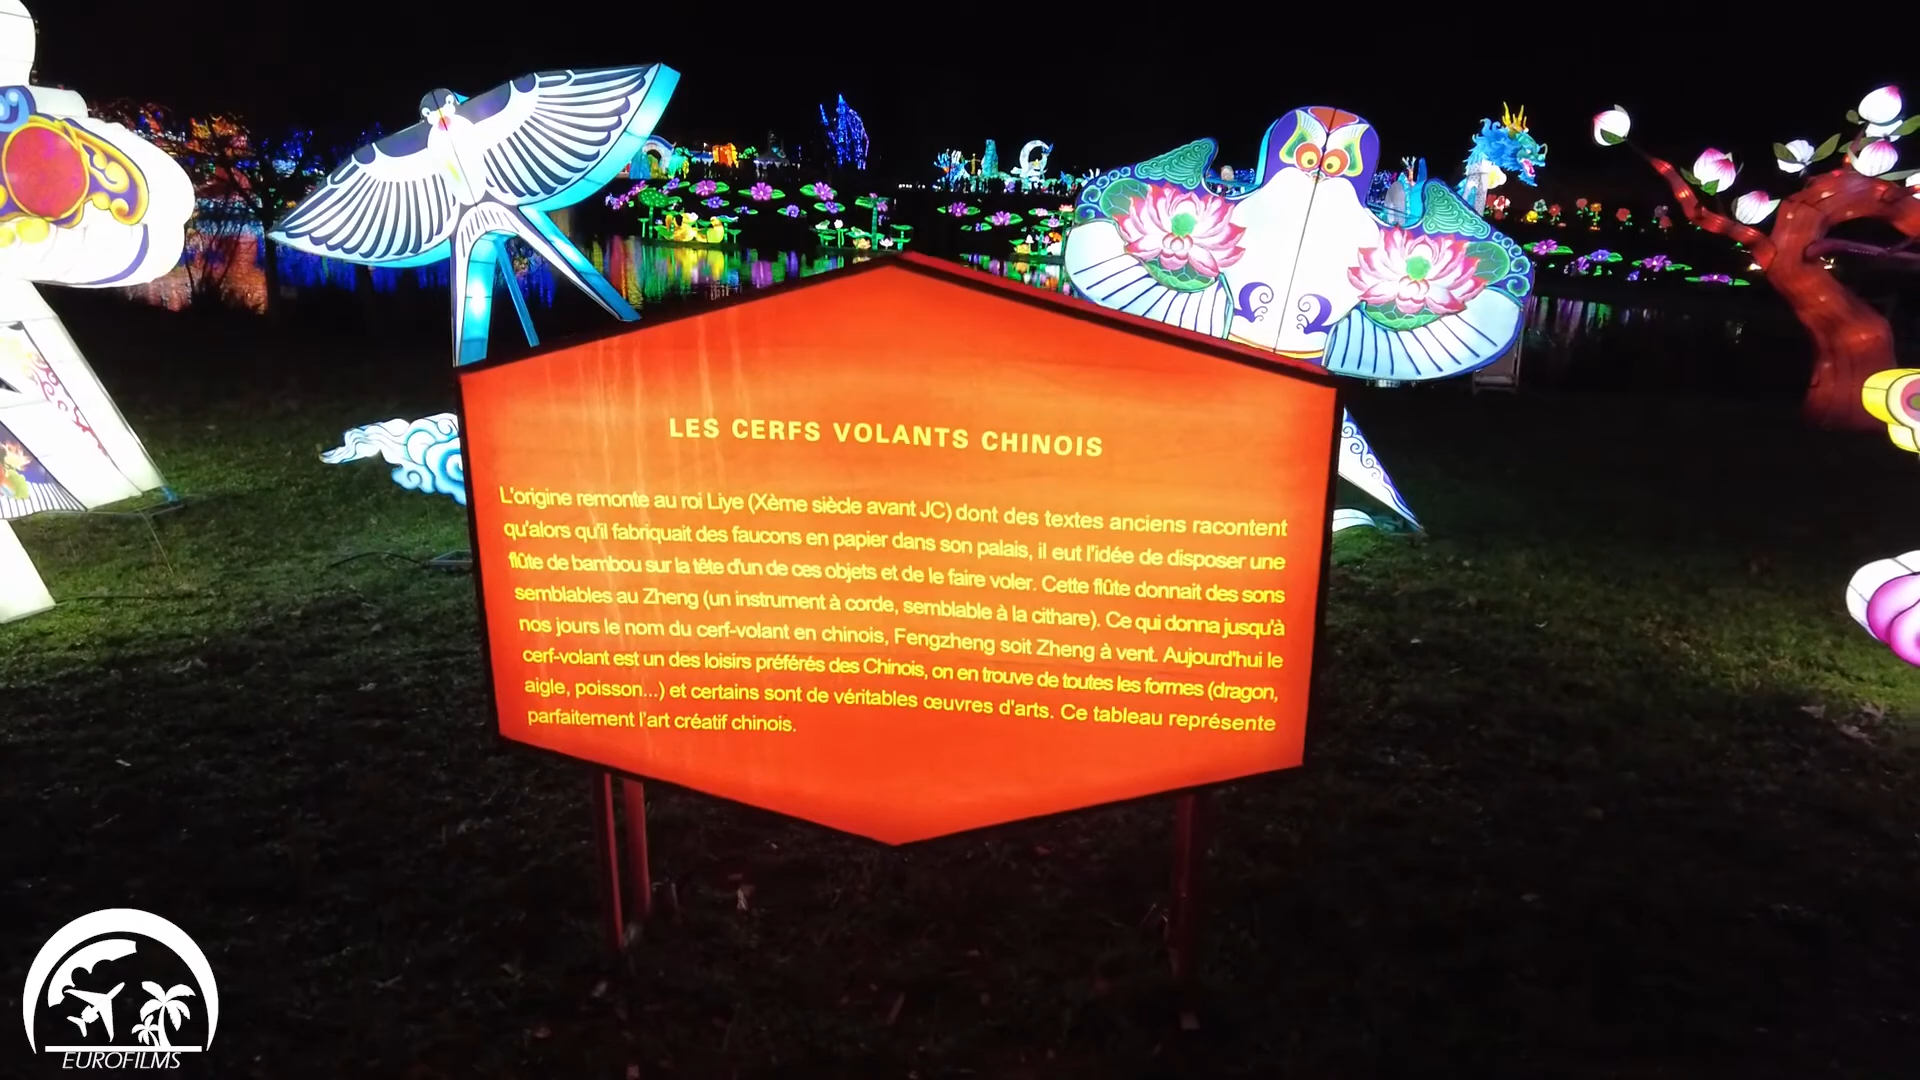 LES CERFS VOLANTS CHINOIS
L'origine remonte au roi Liye (Xème siècle avant JC) dont des textes anciens racontent
qu'alors qu'il fabriquait des faucons en papier dans son palais, il eut l'idée de disposer une
flûte de bambou sur la tête d'un de ces objets et de le faire voler. Cette flûte donnait des sons
semblables au Zheng (un instrument à corde, semblable à la cithare). Ce qui donna jusqu'à
nos jours le nom du cerf-volant en chinois, Fengzheng soit Zheng à vent. Aujourd'hui le
cerf-volant est un des loisirs préférés des Chinois, on en trouve de toutes les formes (dragon,
aigle, poisson...) et certains sont de véritables œuvres d'arts. Ce tableau représente
parfaitement l'art créatif chinois.
EUROFILMS